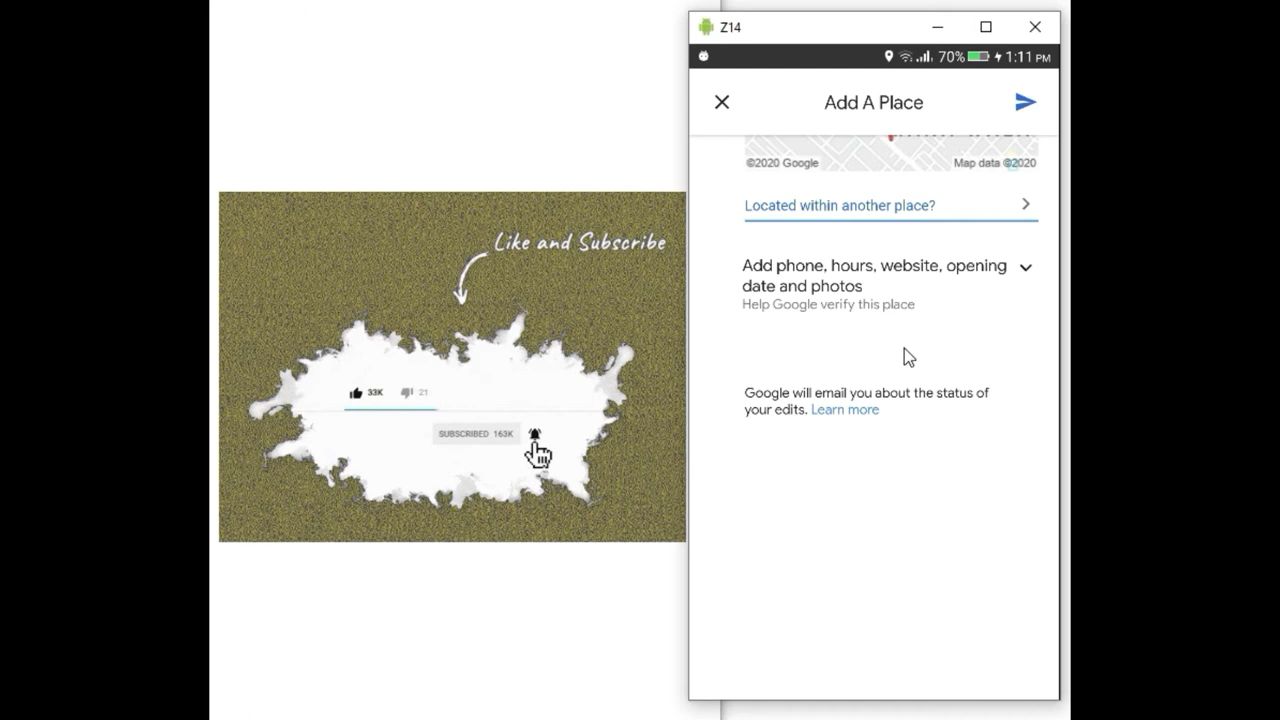 Like and Subscribe
33K 21
SUBSCRIBED 163K
Z14
70% 1:11 PM
Add A Place
©2020 Google Map data ©2020
Located within another place?
Add phone, hours, website, opening
date and photos
Help Google verify this place
Google will email you about the status of
your edits. Learn more